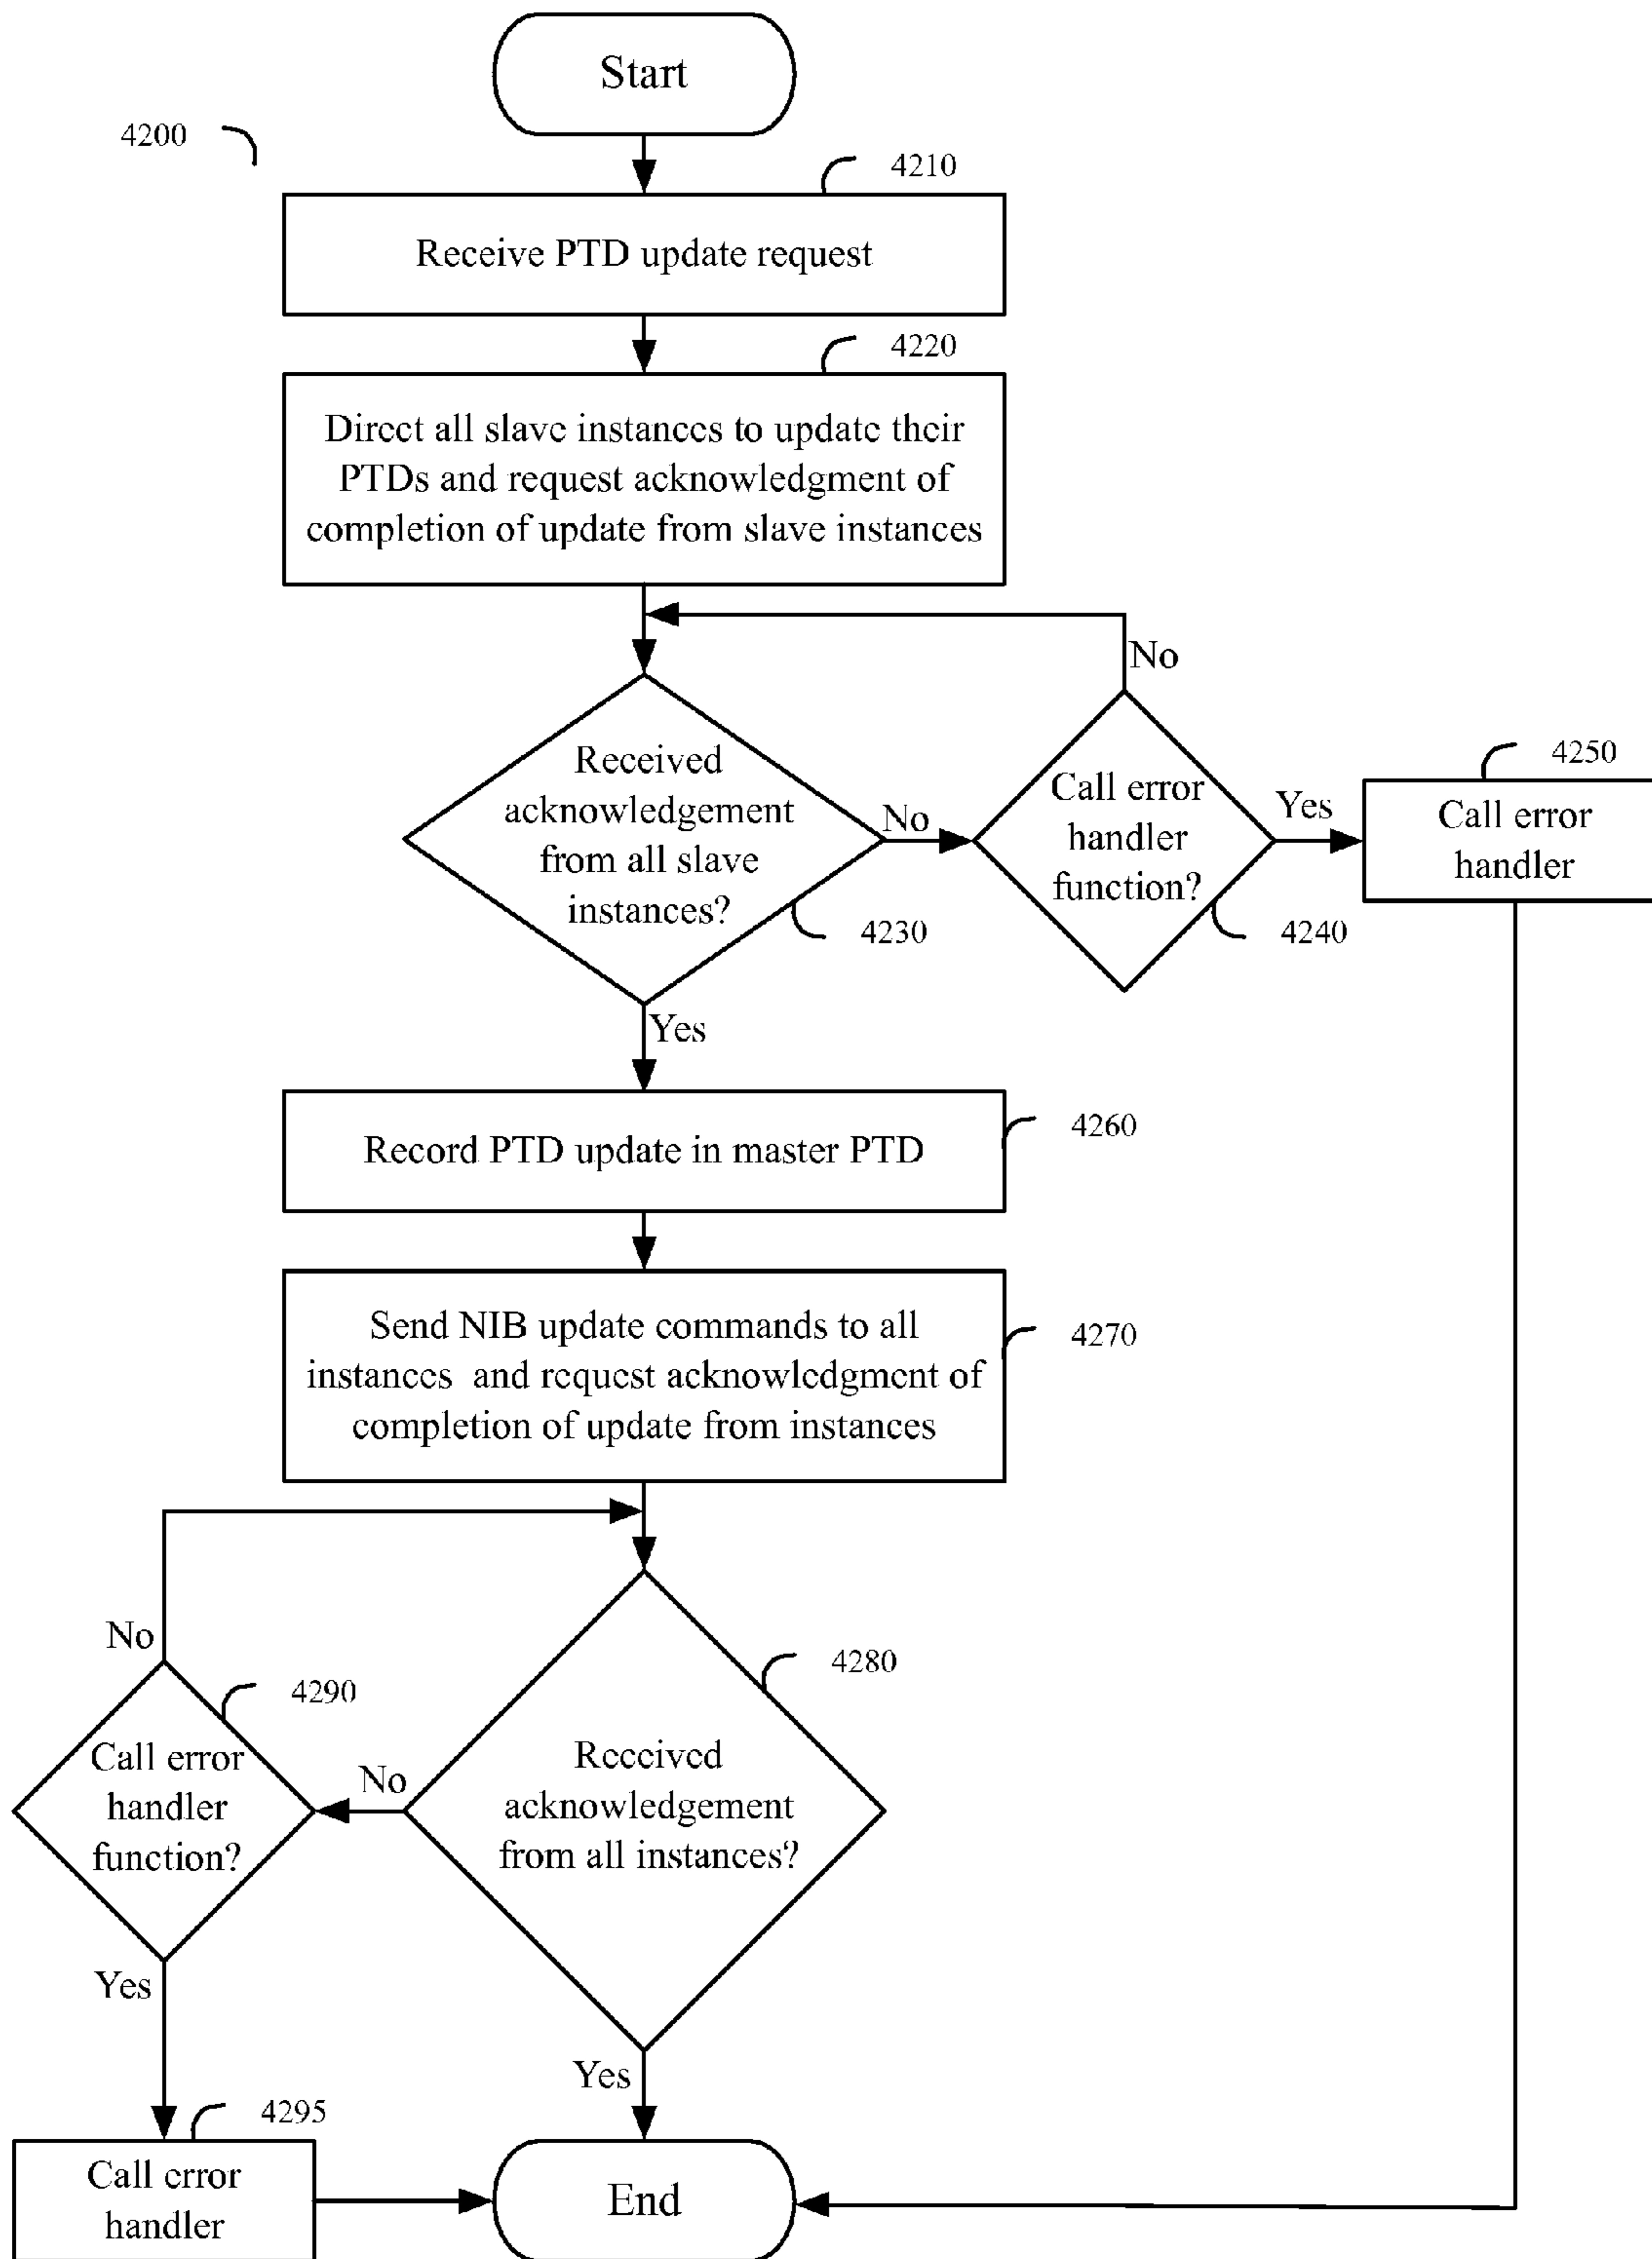 Start
4200
4210
Receive PTD update request
4220
Direct all slave instances to update their
PTDs and request acknowledgment of
completion of update from slave instances
No
Received
acknowledgement
from all slave
instances?
4230
No
Call error
handler
function?
4240
Yes
4250
Call error
handler
Yes
Record PTD update in master PTD
4260
Send NIB update commands to all
instances and request acknowledgment of
completion of update from instances
4270
No
4290
Call error
handler
function?
No
4280
Received
acknowledgement
from all instances?
Yes
Yes
4295
Call error
handler
End